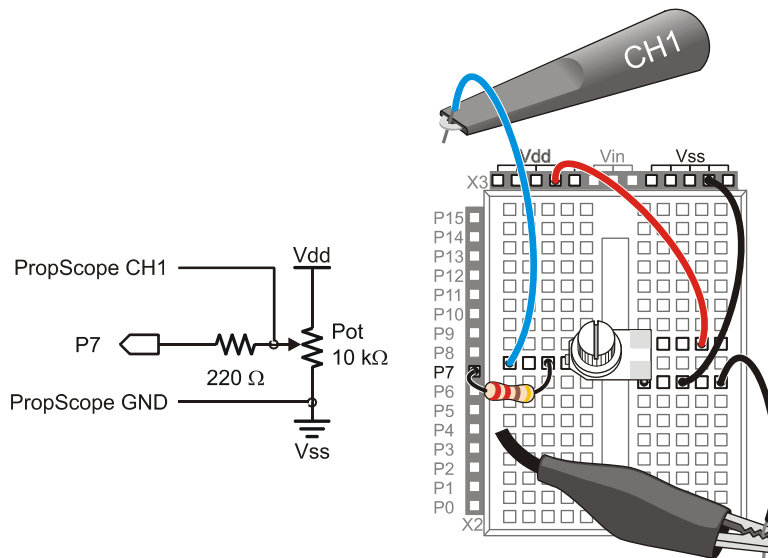 PropScope CH1
P7
220 Ω
Vdd
Pot
10 kΩ
PropScope GND
Vss
CH1
Vdd
Vin
Vss
X3
P15
P14
P13
P12
P11
P10
P9
P8
P7
P6
P5
P4
P3
P2
P1
P0
X2